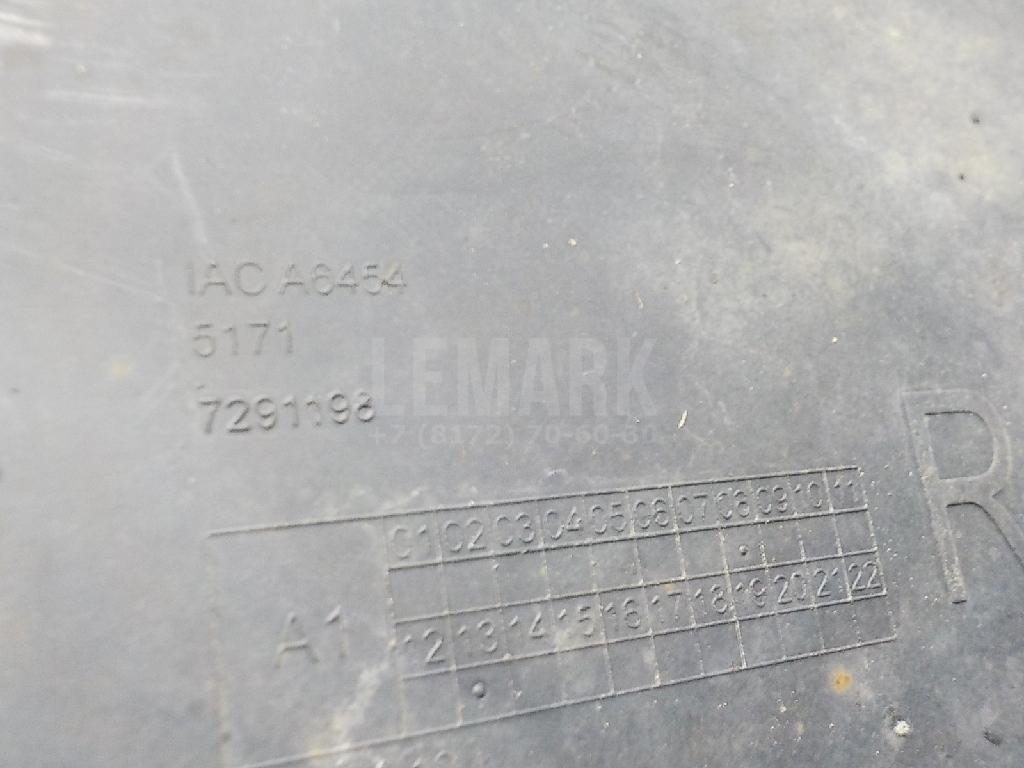 IAC A6454
5171
7291198
LEMARK
+7 (8172) 70-60-81
R
01 02 03 04 05 06 07 08 09 10 11
A1
12 13 14 15 16 17 18 19 20 21 22